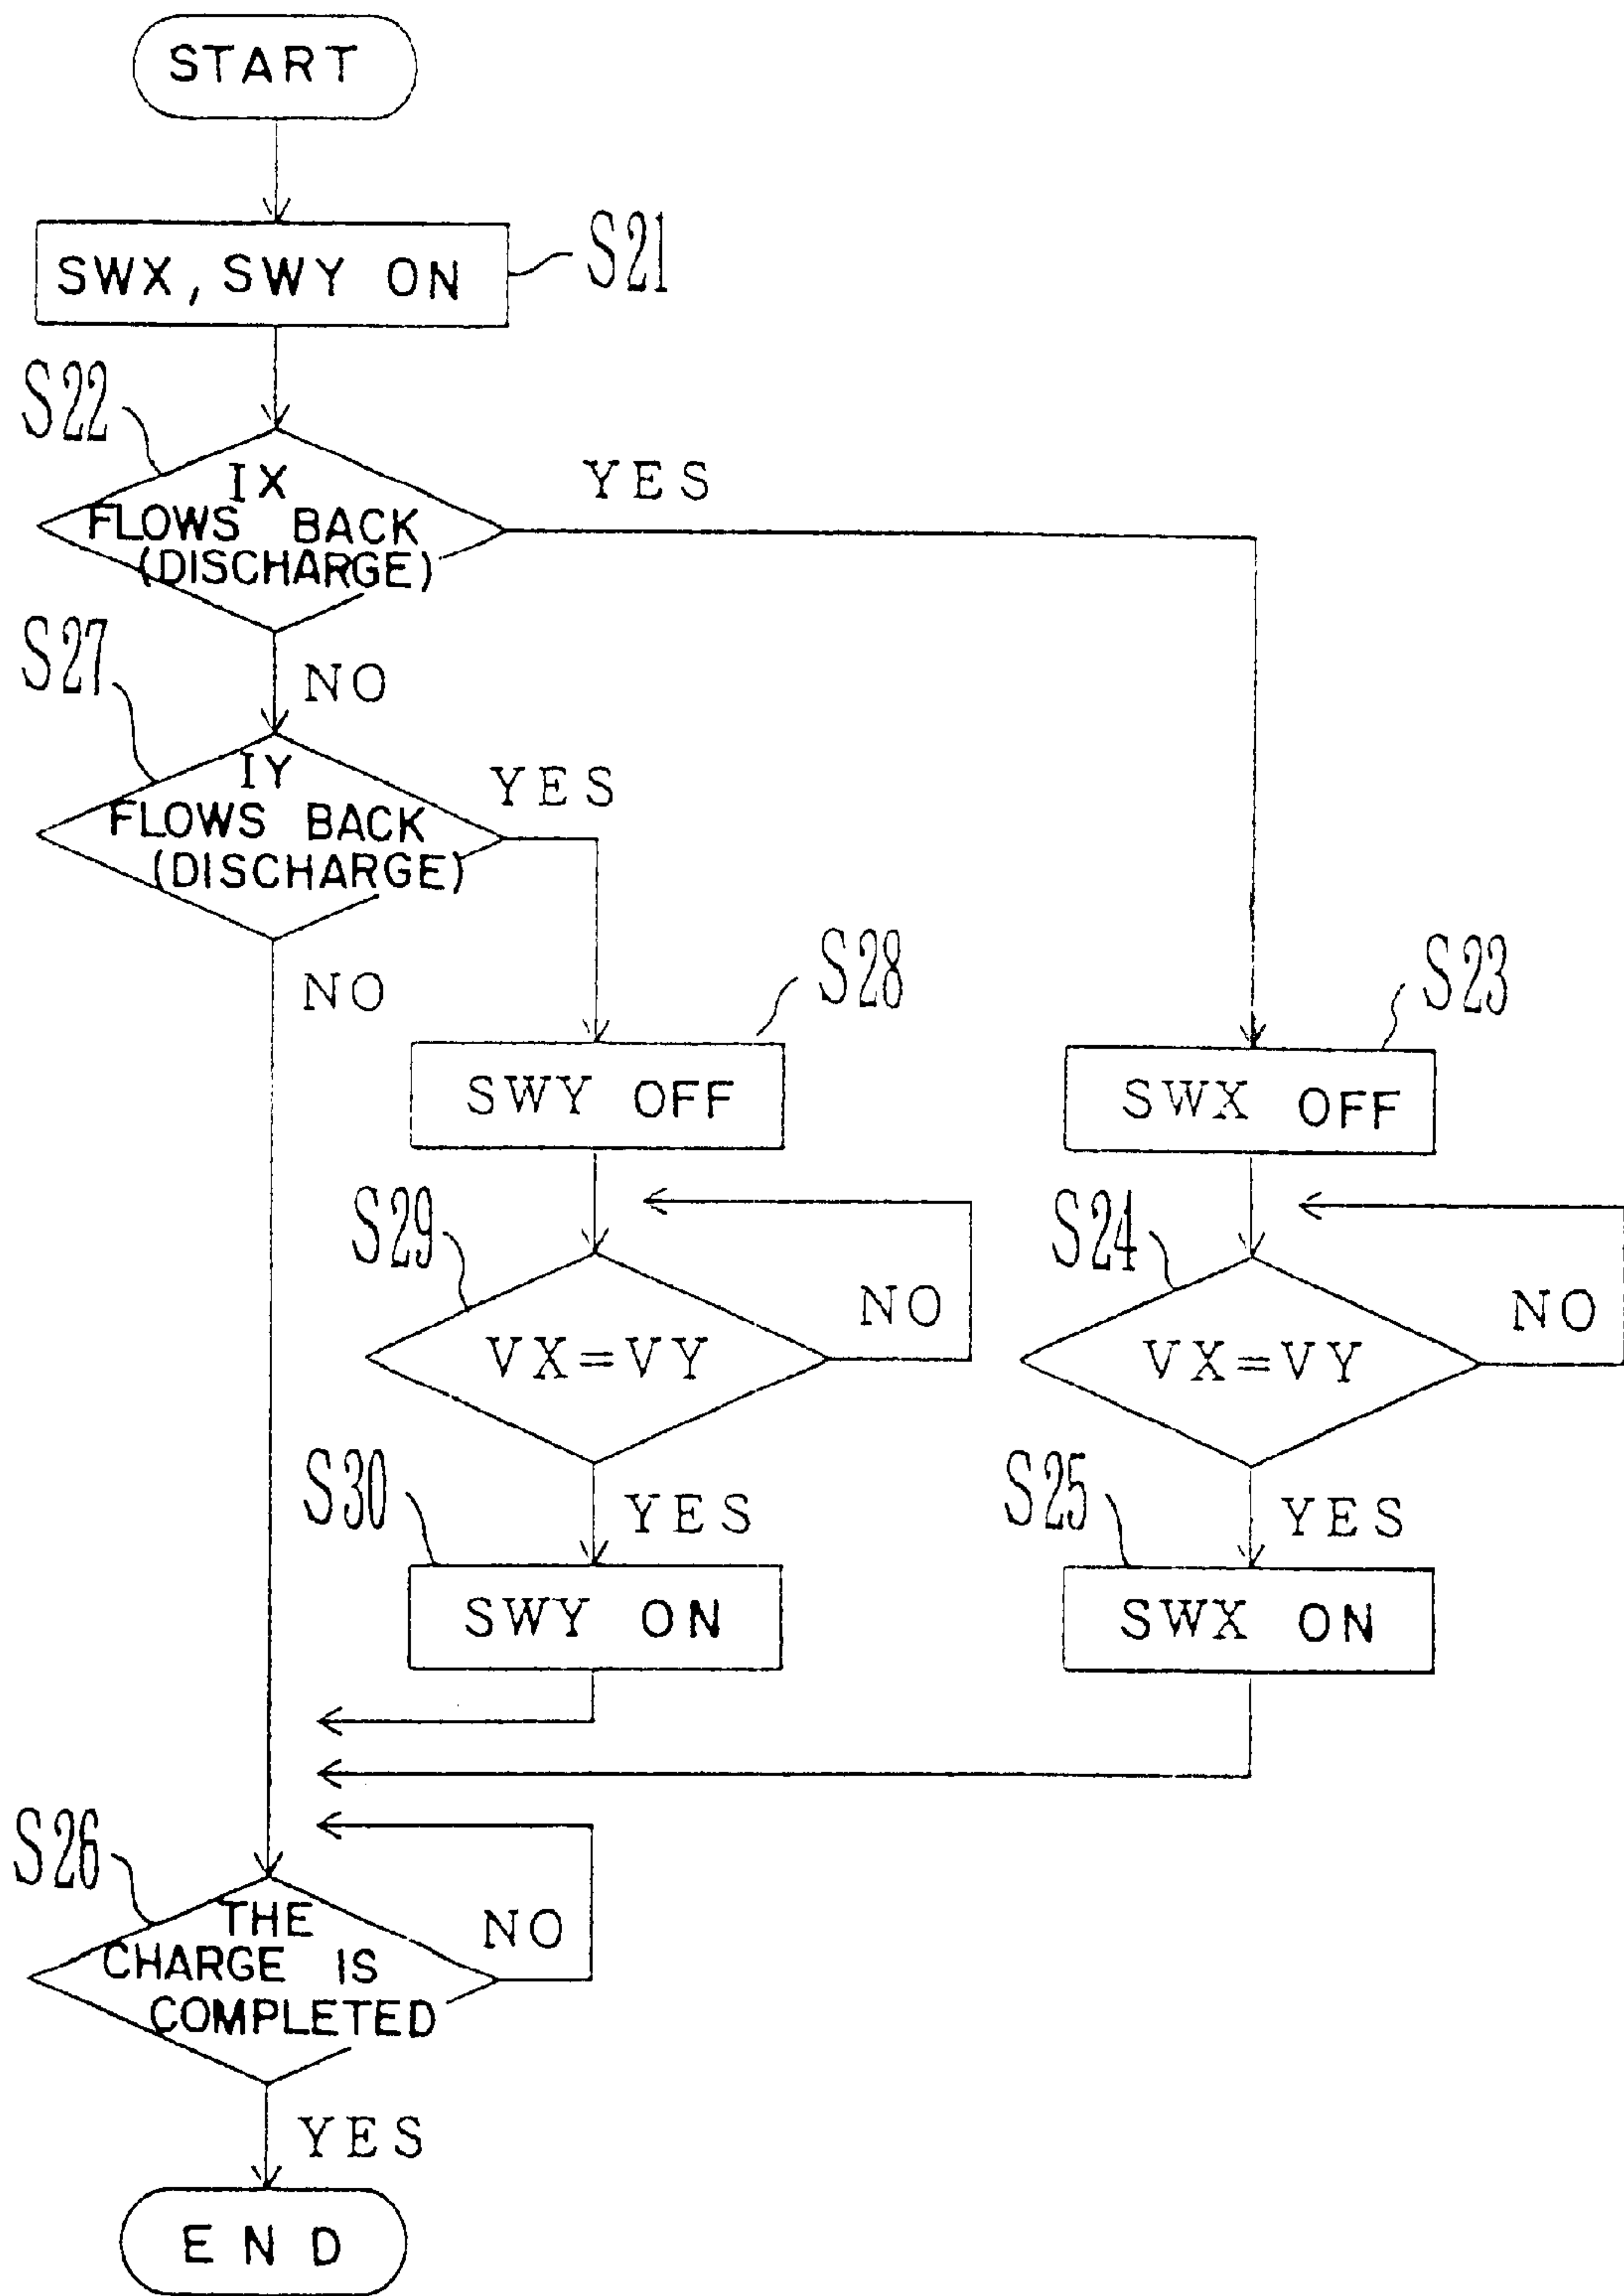 START
SWX, SWY ON
S21
S22
IX
FLOWS BACK
(DISCHARGE)
YES
NO
S27
IY
FLOWS BACK
(DISCHARGE)
YES
NO
S28
SWY OFF
S23
SWX OFF
S29
VX=VY
NO
S24
VX=VY
NO
YES
S30
SWY ON
YES
S25
SWX ON
S26
THE
CHARGE IS
COMPLETED
NO
YES
END